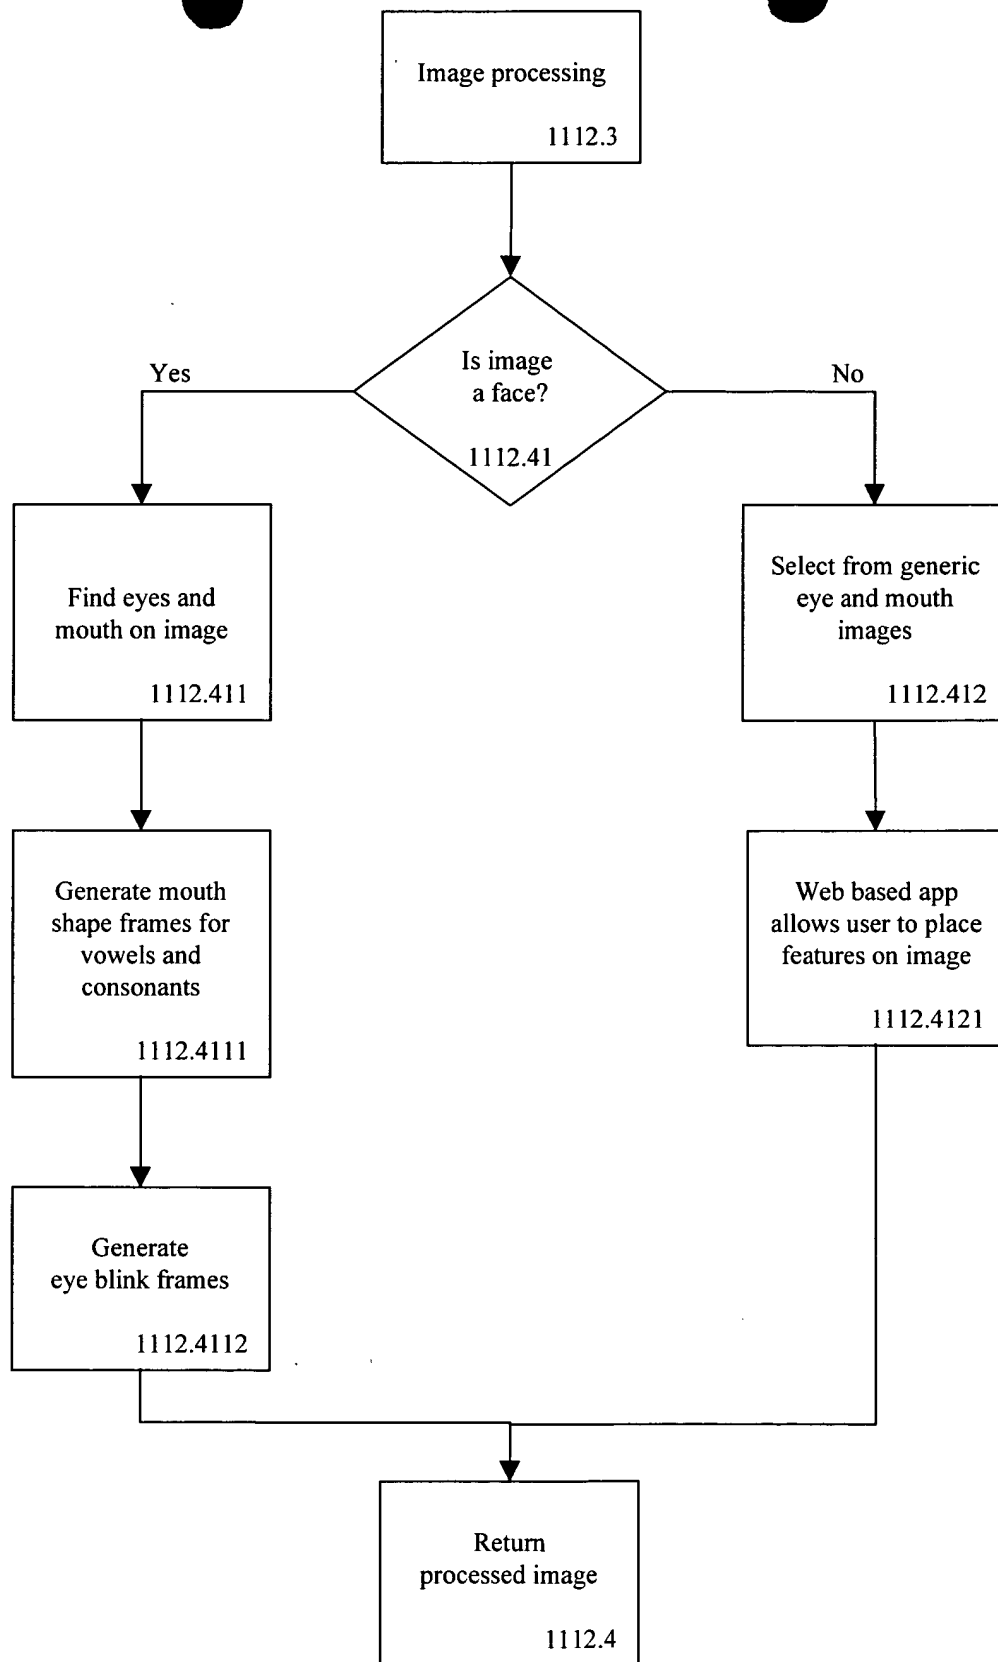 Image processing
1112.3
Is image
a face?
1112.41
Yes
No
Find eyes and
mouth on image
1112.411
Select from generic
eye and mouth
images
1112.412
Generate mouth
shape frames for
vowels and
consonants
1112.4111
Web based app
allows user to place
features on image
1112.4121
Generate
eye blink frames
1112.4112
Return
processed image
1112.4